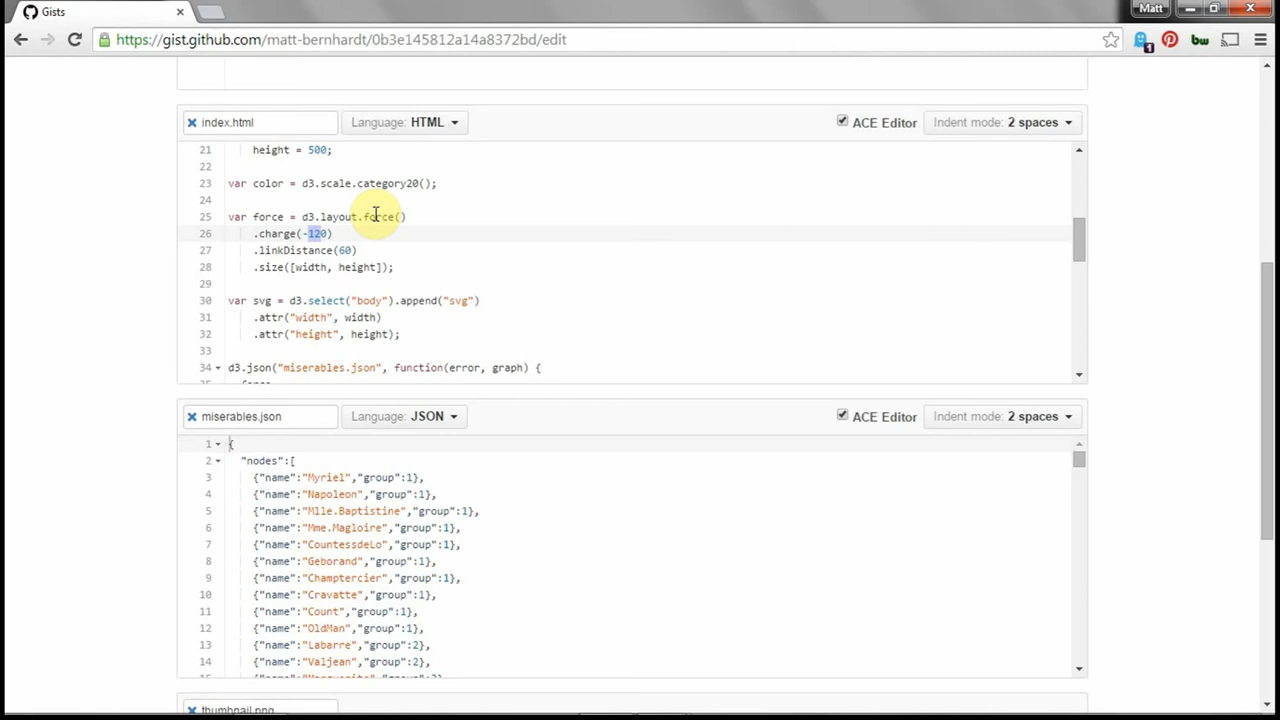 Gists
Matt
https://gist.github.com/matt-bernhardt/0b3e145812a14a8372bd/edit
1
bw
index.html
Language: HTML
ACE Editor
Indent mode: 2 spaces
21 height = 500;
22
23 var color = d3.scale.category20();
24
25 var force = d3.layout.force()
26 .charge(-120)
27 .linkDistance(60)
28 .size([width, height]);
29
30 var svg = d3.select("body").append("svg")
31 .attr("width", width)
32 .attr("height", height);
33
34 d3.json("miserables.json", function(error, graph) {
miserables.json
Language: JSON
ACE Editor
Indent mode: 2 spaces
1 {
2 "nodes":[
3 {"name":"Myriel","group":1},
4 {"name":"Napoleon","group":1},
5 {"name":"Mlle.Baptistine","group":1},
6 {"name":"Mme.Magloire","group":1},
7 {"name":"CountessdeLo","group":1},
8 {"name":"Geborand","group":1},
9 {"name":"Champtercier","group":1},
10 {"name":"Cravatte","group":1},
11 {"name":"Count","group":1},
12 {"name":"OldMan","group":1},
13 {"name":"Labarre","group":2},
14 {"name":"Valjean","group":2},
thumbnail.png